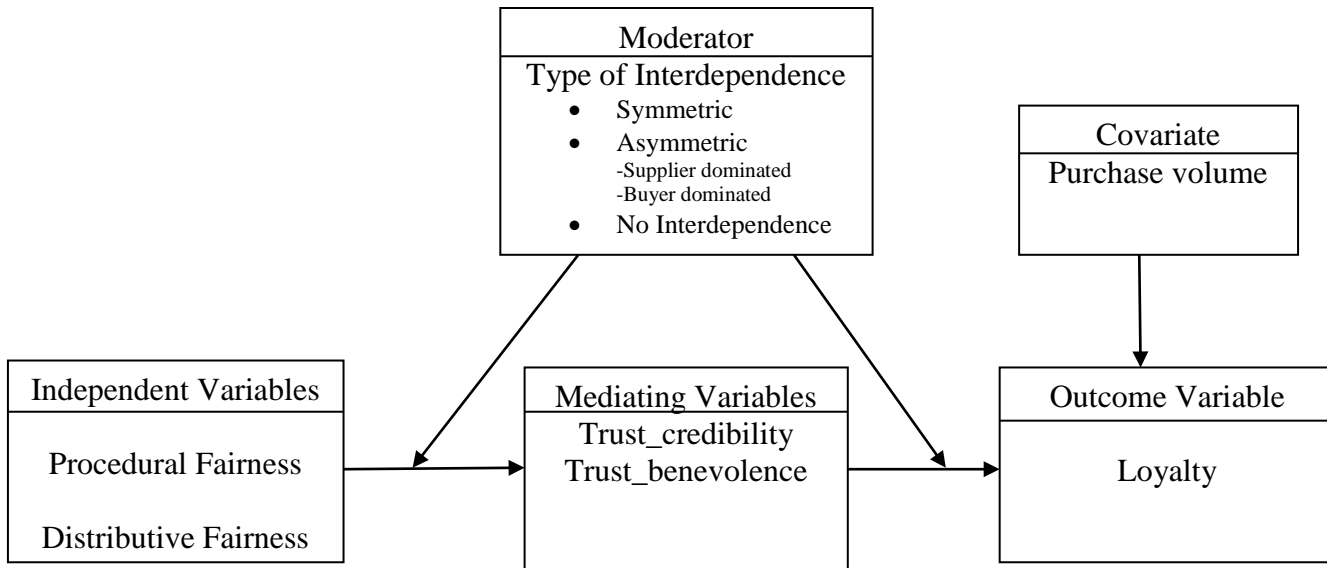 Moderator
Type of Interdependence
• Symmetric
• Asymmetric
-Supplier dominated
-Buyer dominated
• No Interdependence
Covariate
Purchase volume
Independent Variables
Procedural Fairness
Distributive Fairness
Mediating Variables
Trust_credibility
Trust_benevolence
Outcome Variable
Loyalty